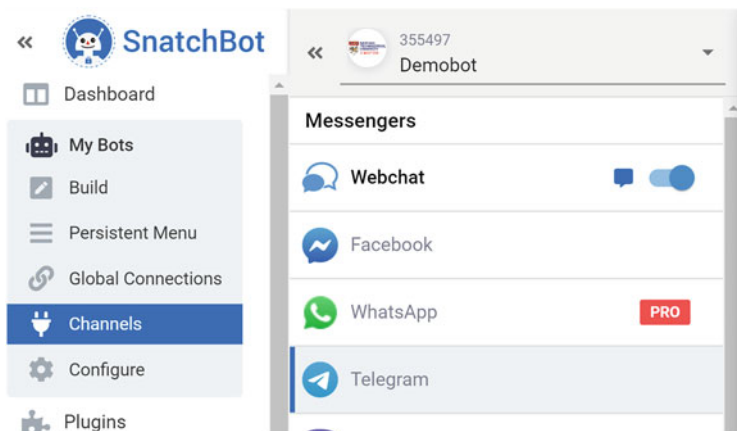 SnatchBot
Dashboard
My Bots
Build
Persistent Menu
Global Connections
Channels
Configure
Plugins
355497
Demobot
Messengers
Webchat
Facebook
WhatsApp
PRO
Telegram